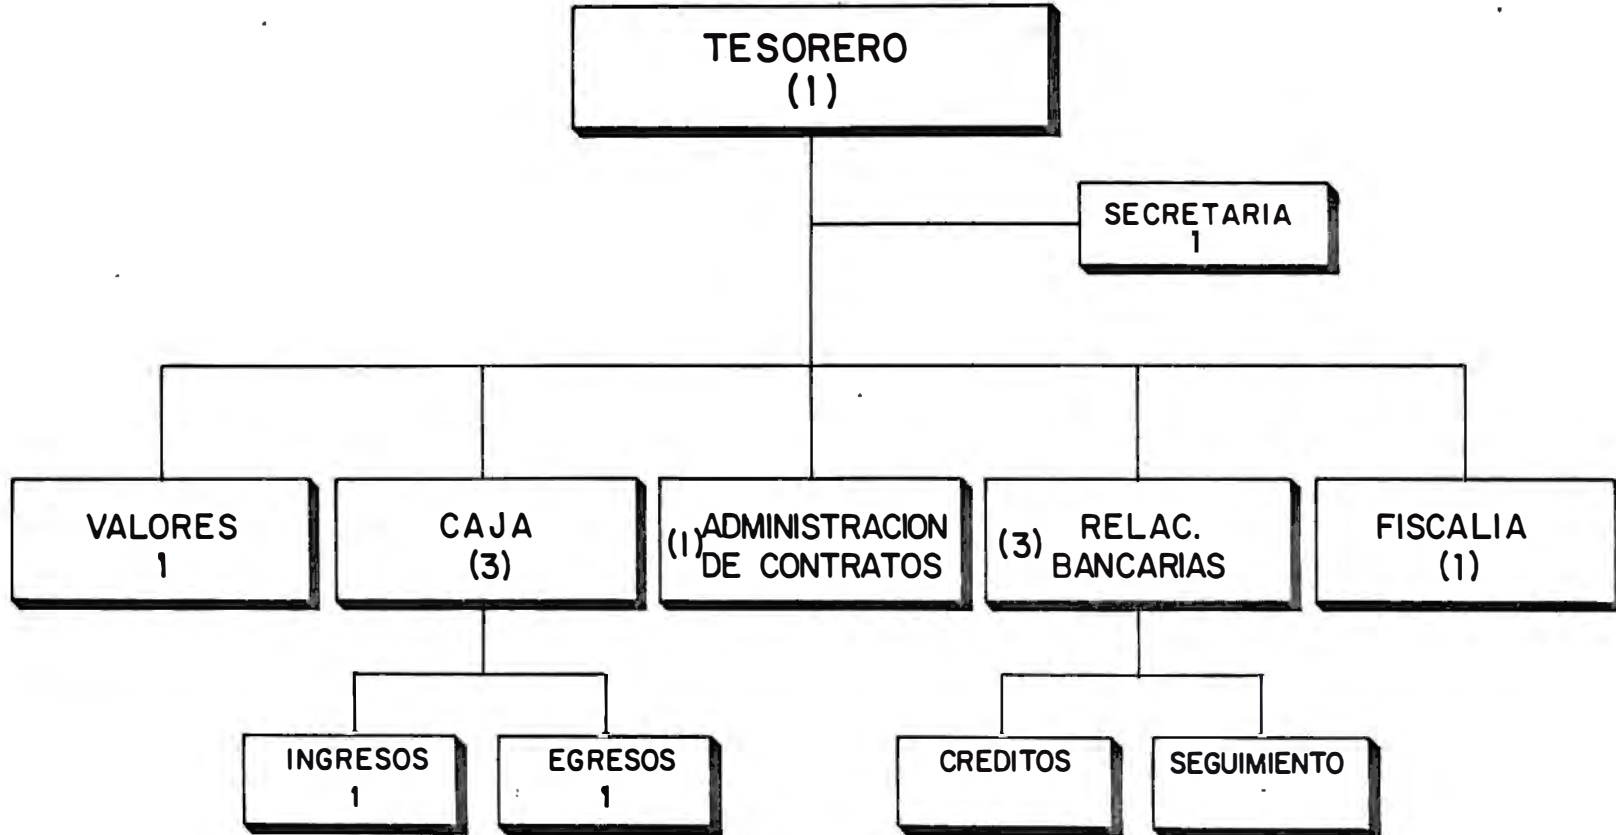 TESORERO
(1)
SECRETARIA
1
VALORES
1
CAJA
(3)
(1) ADMINISTRACION
DE CONTRATOS
(3) RELAC.
BANCARIAS
FISCALIA
(1)
INGRESOS
1
EGRESOS
1
CREDITOS
SEGUIMIENTO